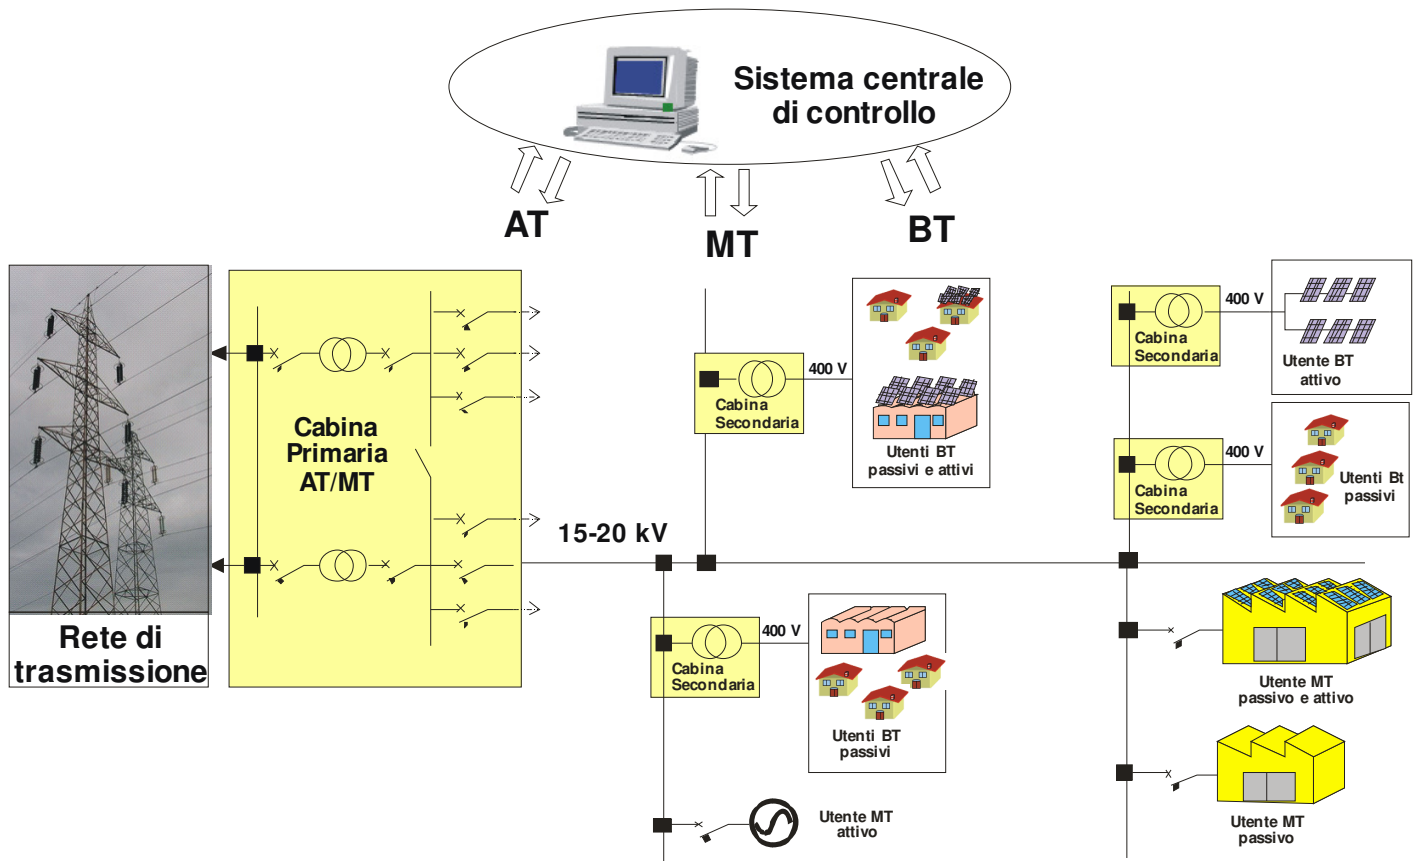 Sistema centrale
di controllo
AT
MT
BT
Rete di
trasmissione
Cabina
Primaria
AT/MT
15-20 kV
Cabina
Secondaria
400 V
Utenti BT
passivi e attivi
Cabina
Secondaria
400 V
Utente BT
attivo
Cabina
Secondaria
400 V
Utenti Bt
passivi
Cabina
Secondaria
400 V
Utenti BT
passivi
Utente MT
attivo
Utente MT
passivo e attivo
Utente MT
passivo